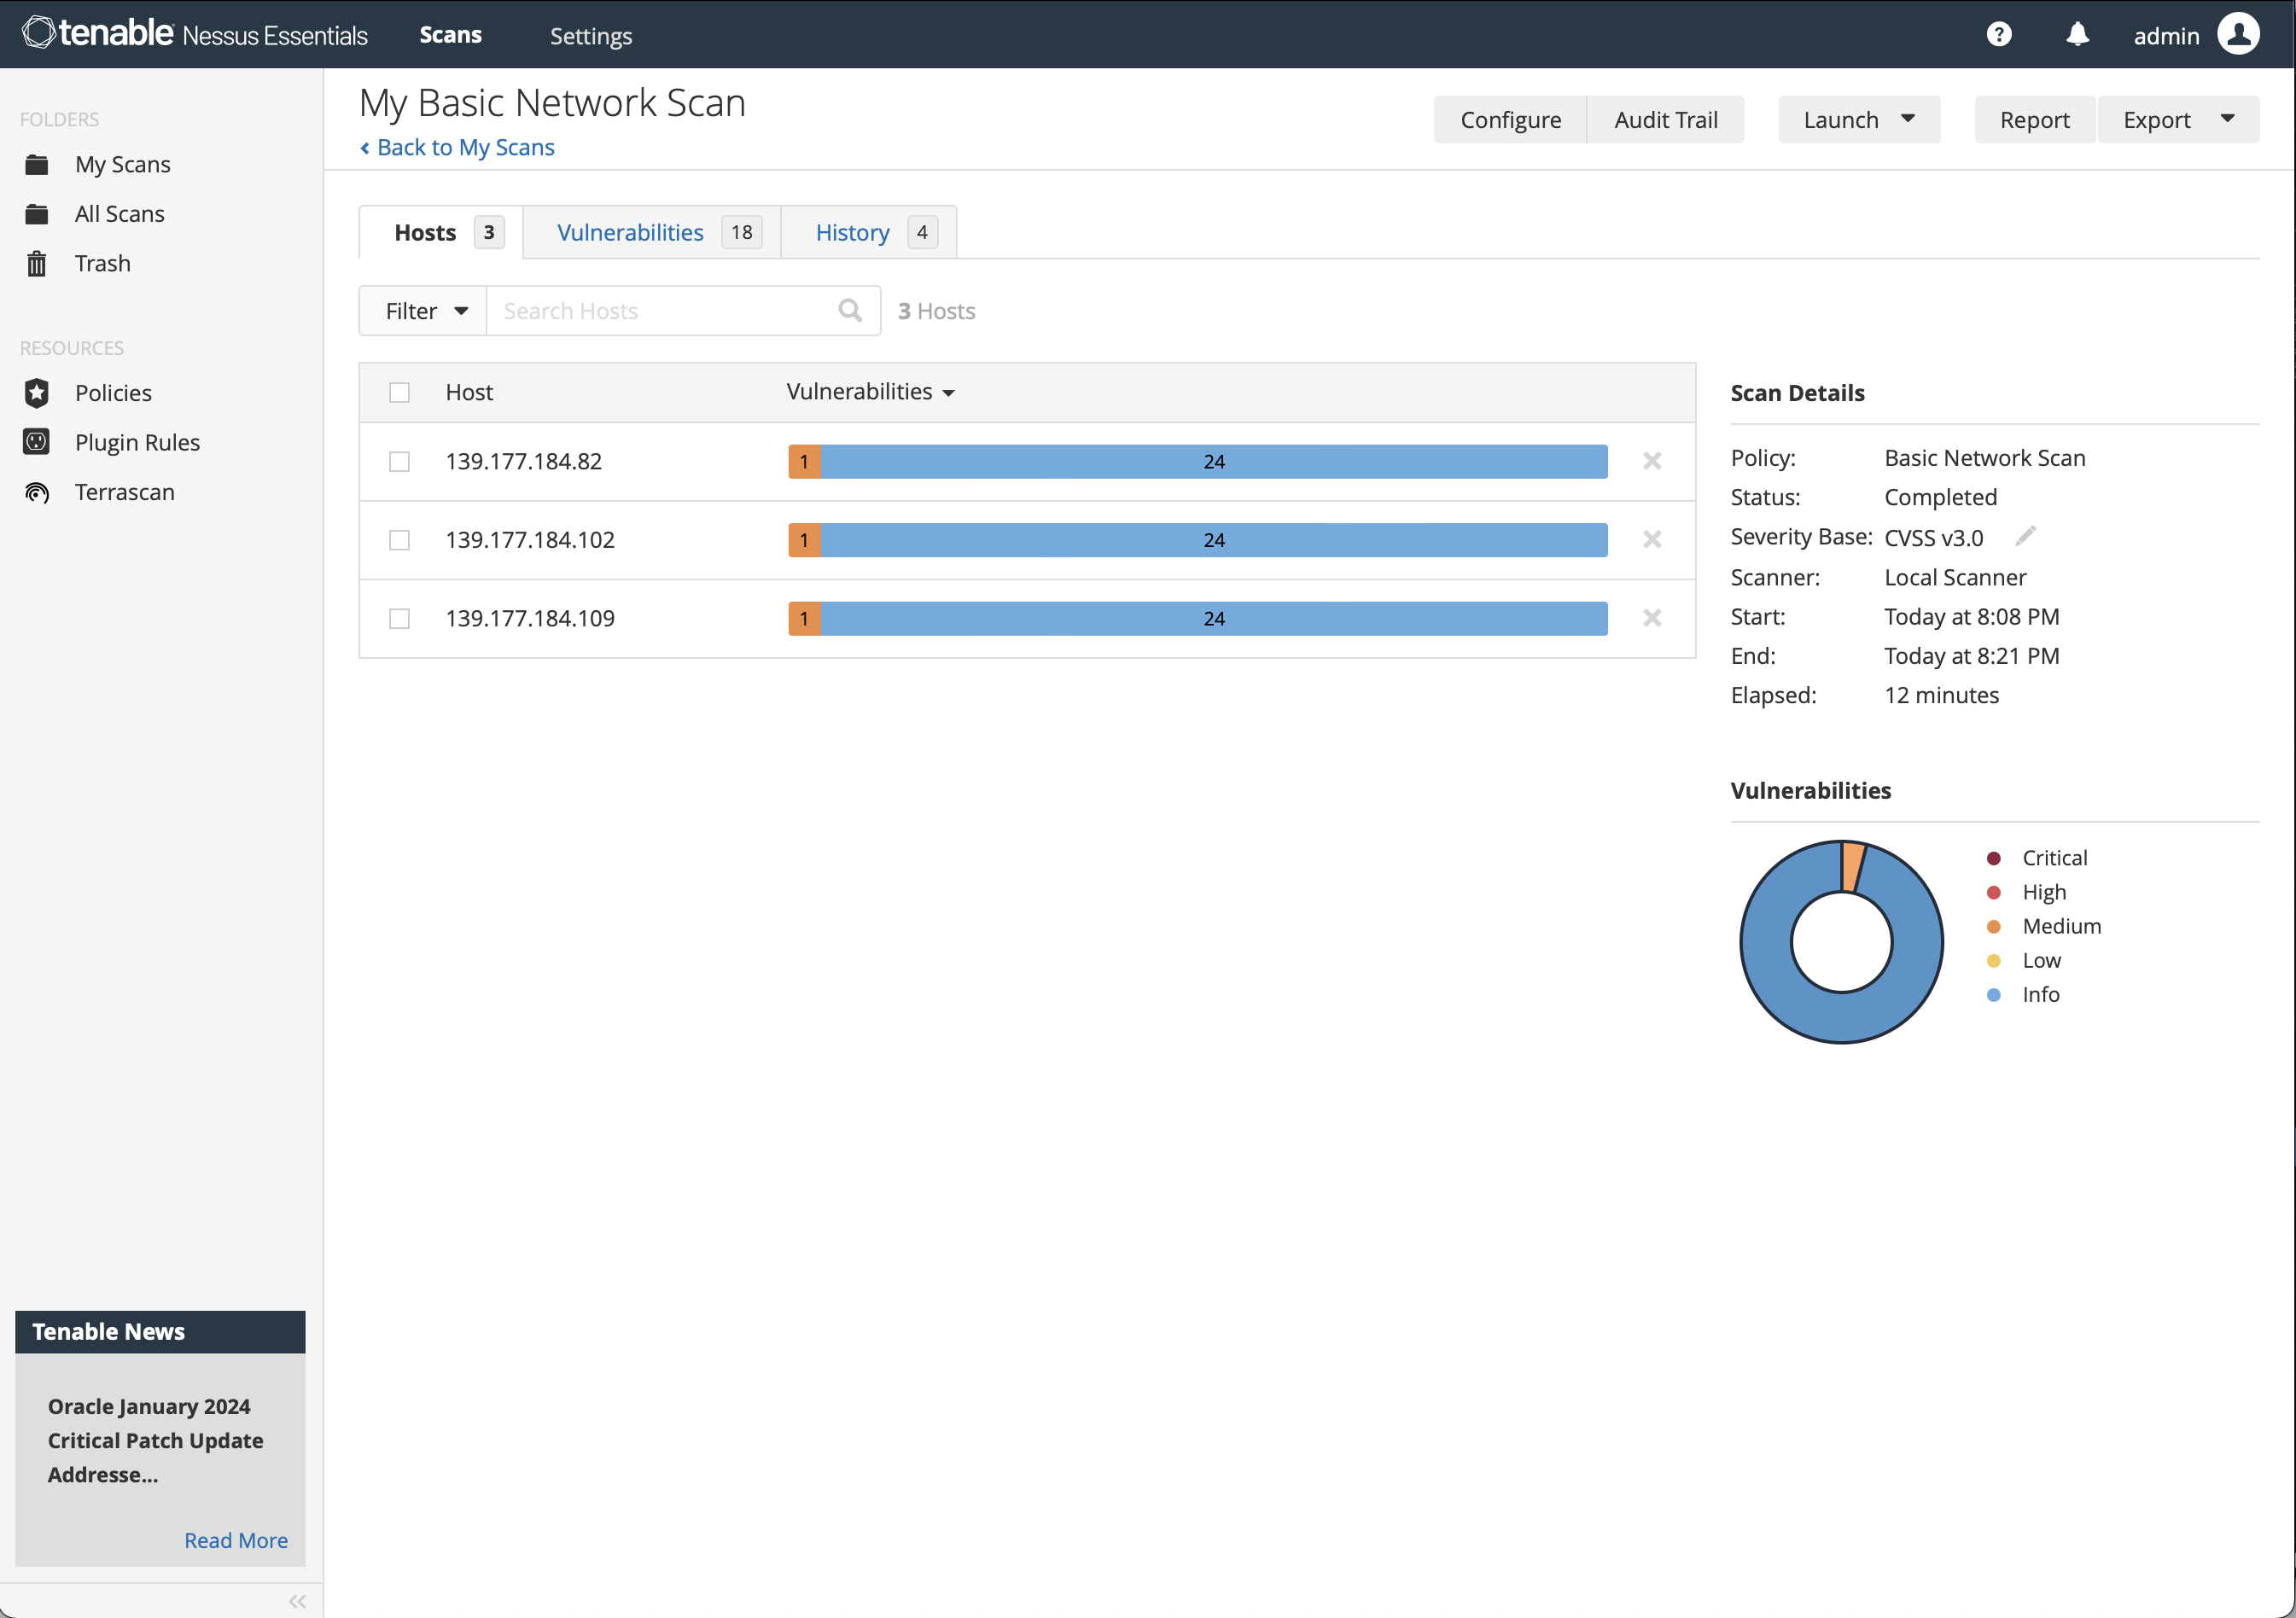 tenable Nessus Essentials Scans Settings admin
FOLDERS
My Scans
All Scans
Trash
RESOURCES
Policies
Plugin Rules
Terrascan
Tenable News
Oracle January 2024
Critical Patch Update
Addresse...
Read More
My Basic Network Scan
Back to My Scans
Configure Audit Trail Launch Report Export
Hosts 3 Vulnerabilities 18 History 4
Filter Search Hosts 3 Hosts
Host Vulnerabilities
139.177.184.82 1 24
139.177.184.102 1 24
139.177.184.109 1 24
Scan Details
Policy: Basic Network Scan
Status: Completed
Severity Base: CVSS v3.0
Scanner: Local Scanner
Start: Today at 8:08 PM
End: Today at 8:21 PM
Elapsed: 12 minutes
Vulnerabilities
Critical
High
Medium
Low
Info